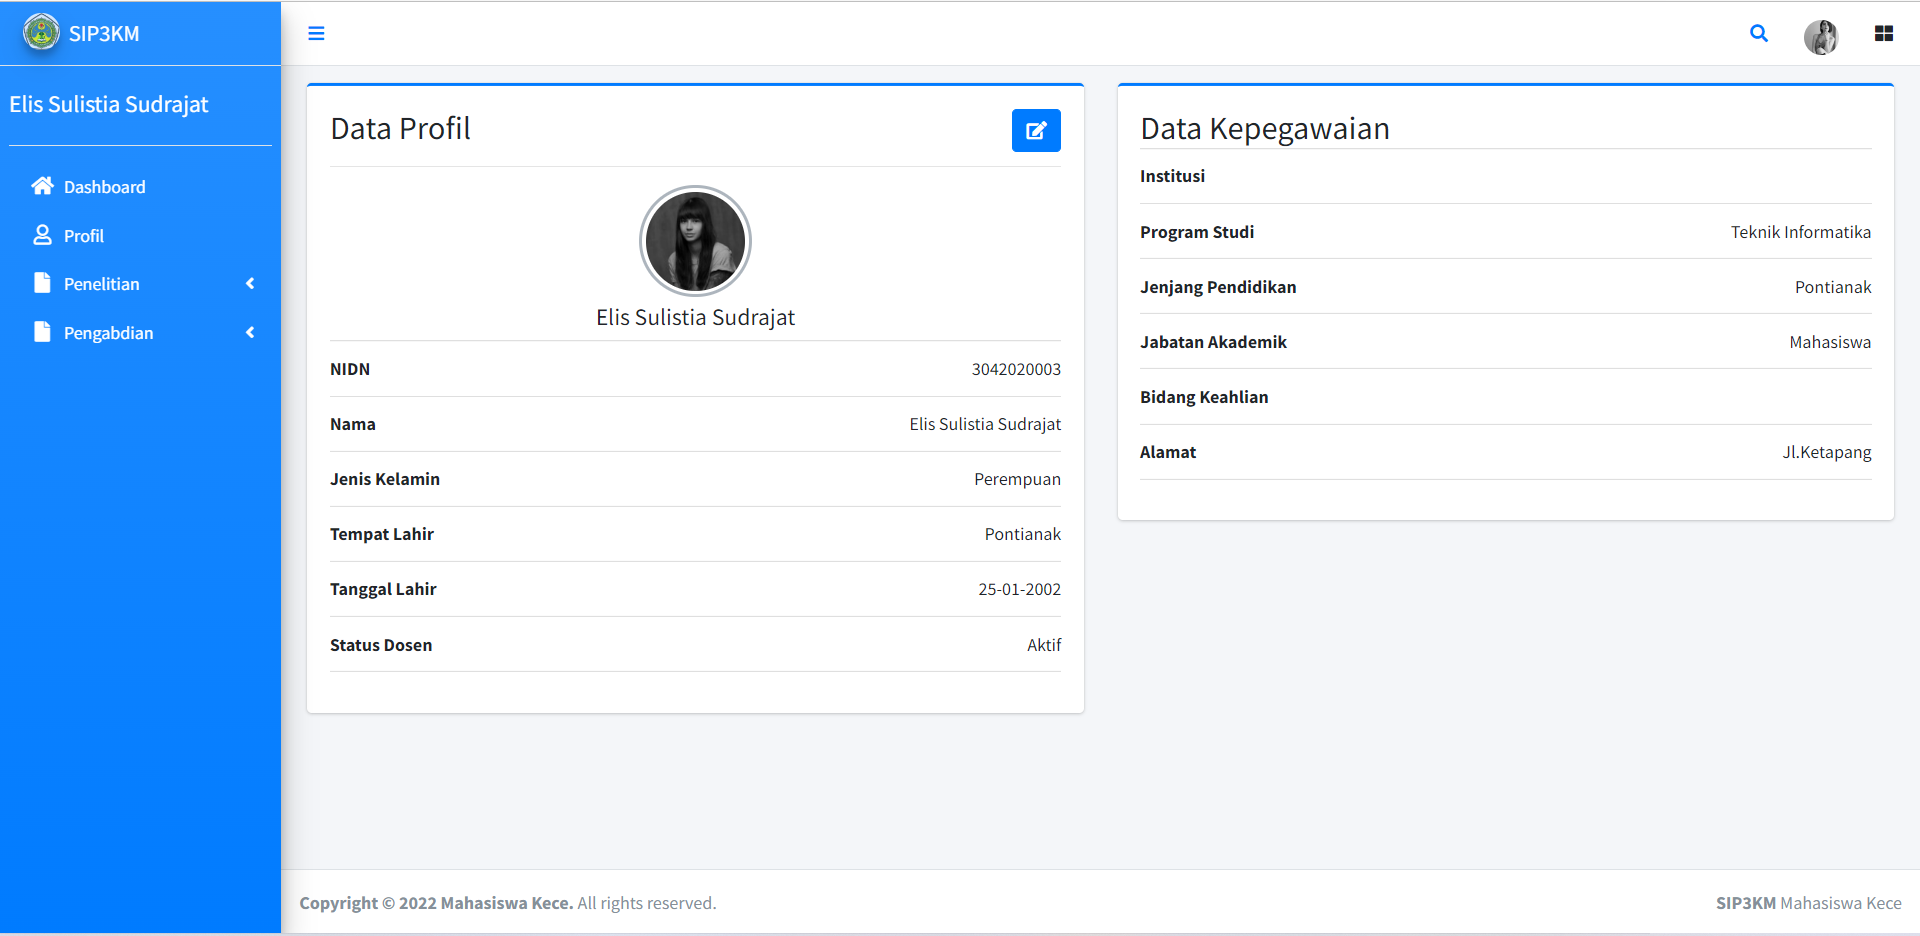 SIP3KM
Elis Sulistia Sudrajat
Dashboard
Profil
Penelitian
Pengabdian
Data Profil
Elis Sulistia Sudrajat
NIDN 3042020003
Nama Elis Sulistia Sudrajat
Jenis Kelamin Perempuan
Tempat Lahir Pontianak
Tanggal Lahir 25-01-2002
Status Dosen Aktif
Data Kepegawaian
Institusi
Program Studi Teknik Informatika
Jenjang Pendidikan Pontianak
Jabatan Akademik Mahasiswa
Bidang Keahlian
Alamat Jl.Ketapang
Copyright © 2022 Mahasiswa Kece. All rights reserved.
SIP3KM Mahasiswa Kece